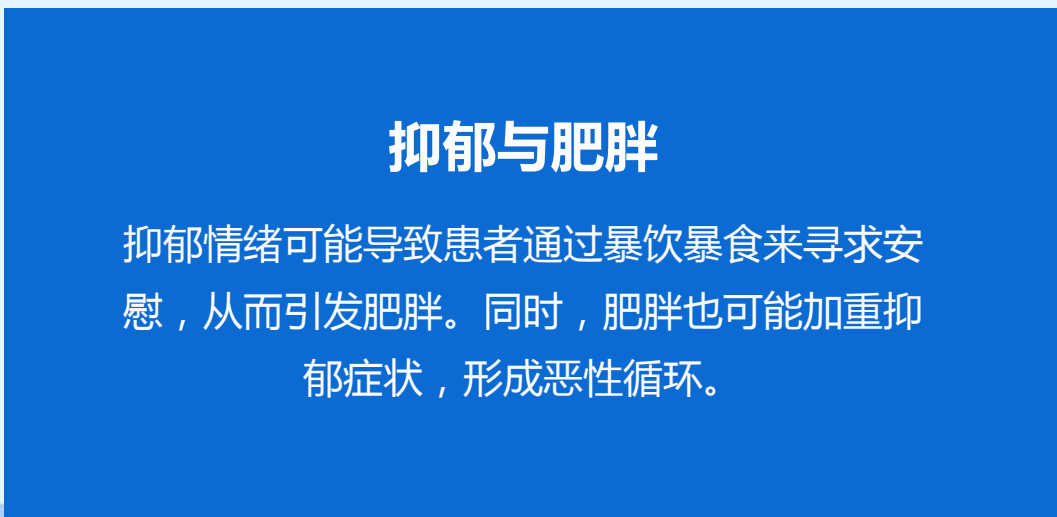 抑郁与肥胖
抑郁情绪可能导致患者通过暴饮暴食来寻求安
慰，从而引发肥胖。同时，肥胖也可能加重抑
郁症状，形成恶性循环。